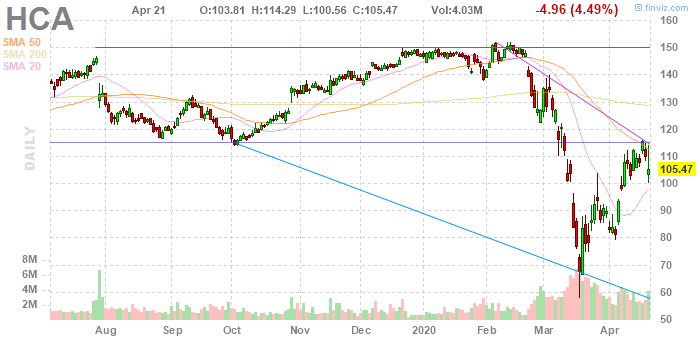 © finviz.com
HCA Apr 21 O:103.81 H:114.29 L:100.56 C:105.47 Vol:4.03M -4.96 (4.49%)
SMA 50
SMA 200
SMA 20
DAILY
160
150
140
130
120
110
105.47
100
90
80
70
60
50
8M
6M
4M
2M
Aug Sep Oct Nov Dec 2020 Feb Mar Apr